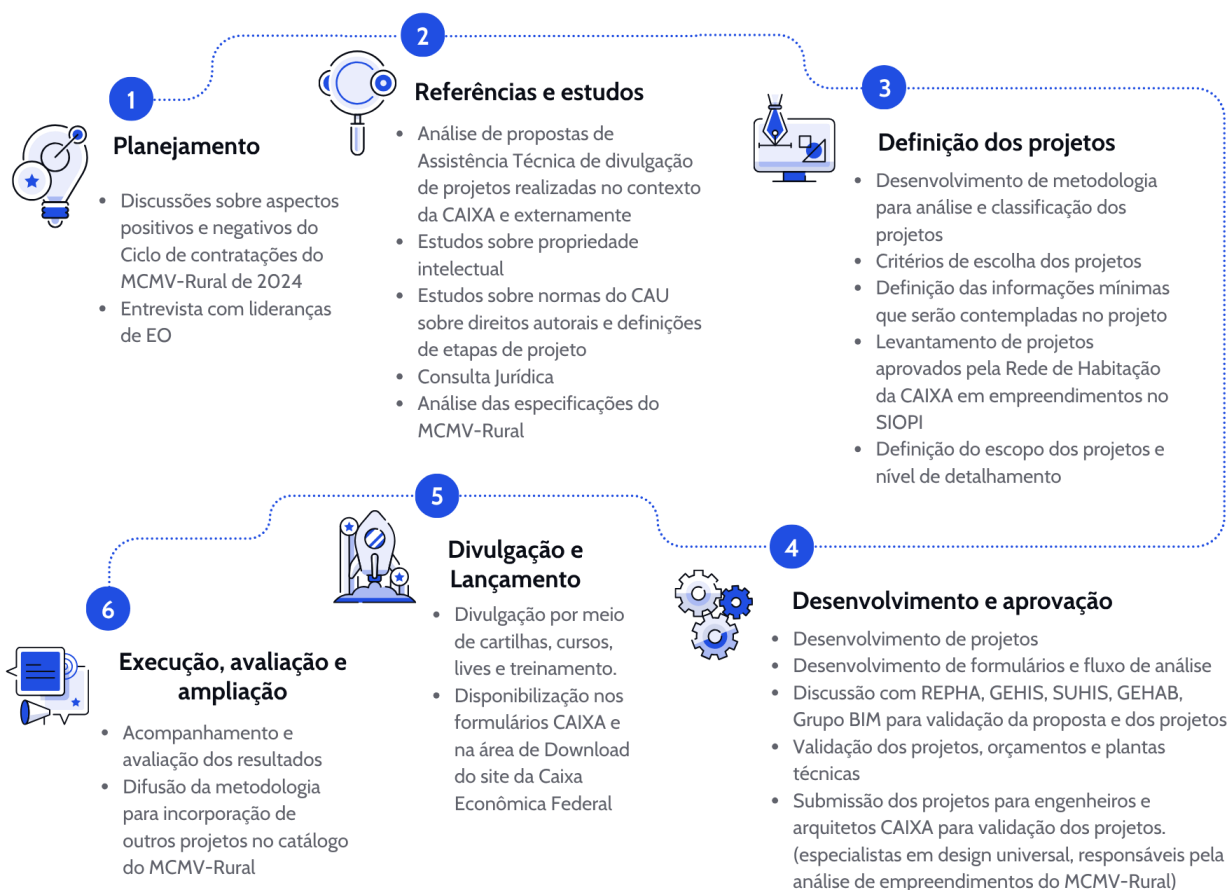 1
Planejamento
• Discussões sobre aspectos
positivos e negativos do
Ciclo de contratações do
MCMV-Rural de 2024
• Entrevista com lideranças
de EO
2
Referências e estudos
• Análise de propostas de
Assistência Técnica de divulgação
de projetos realizadas no contexto
da CAIXA e externamente
• Estudos sobre propriedade
intelectual
• Estudos sobre normas do CAU
sobre direitos autorais e definições
de etapas de projeto
• Consulta Jurídica
• Análise das especificações do
MCMV-Rural
3
Definição dos projetos
• Desenvolvimento de metodologia
para análise e classificação dos
projetos
• Critérios de escolha dos projetos
• Definição das informações mínimas
que serão contempladas no projeto
• Levantamento de projetos
aprovados pela Rede de Habitação
da CAIXA em empreendimentos no
SIOPI
• Definição do escopo dos projetos e
nível de detalhamento
4
Desenvolvimento e aprovação
• Desenvolvimento de projetos
• Desenvolvimento de formulários e fluxo de análise
• Discussão com REPHA, GEHIS, SUHIS, GEHAB,
Grupo BIM para validação da proposta e dos projetos
• Validação dos projetos, orçamentos e plantas
técnicas
• Submissão dos projetos para engenheiros e
arquitetos CAIXA para validação dos projetos.
(especialistas em design universal, responsáveis pela
análise de empreendimentos do MCMV-Rural)
5
Divulgação e
Lançamento
• Divulgação por meio
de cartilhas, cursos,
lives e treinamento.
• Disponibilização nos
formulários CAIXA e
na área de Download
do site da Caixa
Econômica Federal
6
Execução, avaliação e
ampliação
• Acompanhamento e
avaliação dos resultados
• Difusão da metodologia
para incorporação de
outros projetos no catálogo
do MCMV-Rural